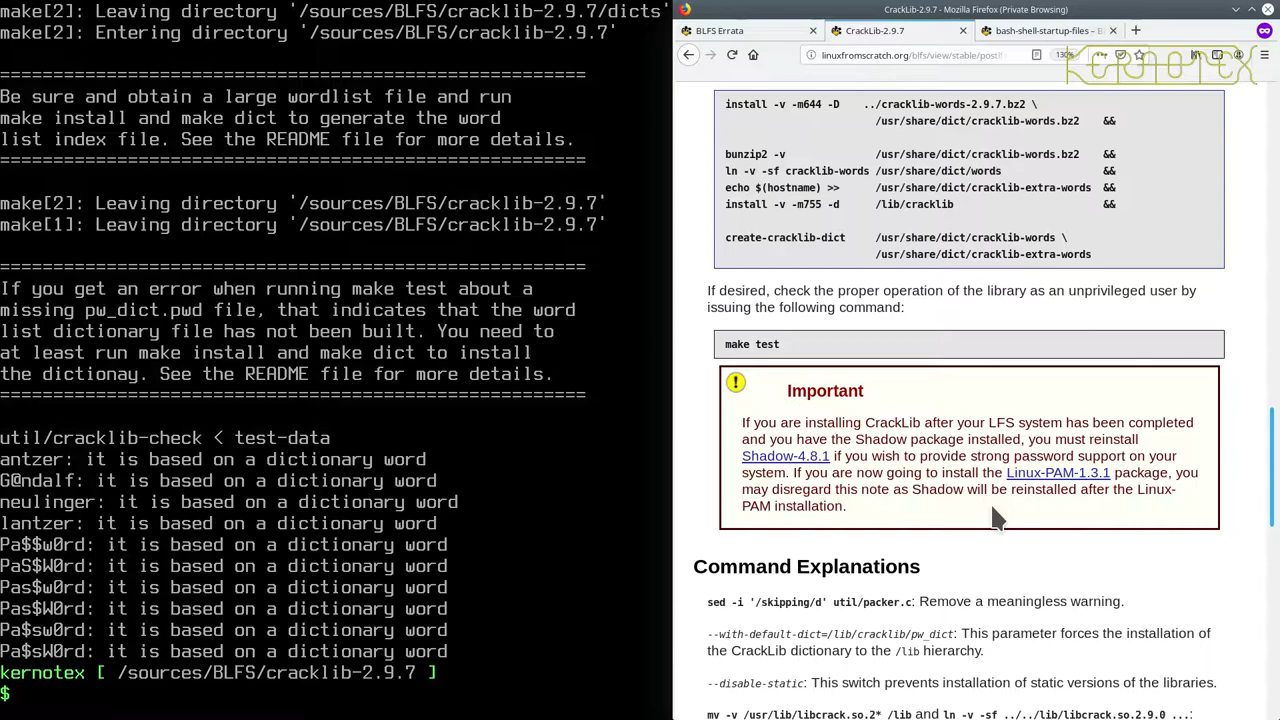 make[2]: Leaving directory '/sources/BLFS/cracklib-2.9.7/dicts'
make[2]: Entering directory '/sources/BLFS/cracklib-2.9.7'
=======================================================
Be sure and obtain a large wordlist file and run
make install and make dict to generate the word
list index file. See the README file for more details.
=======================================================
make[2]: Leaving directory '/sources/BLFS/cracklib-2.9.7'
make[1]: Leaving directory '/sources/BLFS/cracklib-2.9.7'
=======================================================
If you get an error when running make test about a
missing pw_dict.pwd file, that indicates that the word
list dictionary file has not been built. You need to
at least run make install and make dict to install
the dictionay. See the README file for more details.
=======================================================
util/cracklib-check < test-data
antzer: it is based on a dictionary word
G@ndalf: it is based on a dictionary word
neulinger: it is based on a dictionary word
lantzer: it is based on a dictionary word
Pa$$w0rd: it is based on a dictionary word
PaS$W0rd: it is based on a dictionary word
Pas$w0rd: it is based on a dictionary word
PasSW0rd: it is based on a dictionary word
Pa$sw0rd: it is based on a dictionary word
Pa$sW0rd: it is based on a dictionary word
kernotex [ /sources/BLFS/cracklib-2.9.7 ]
$
CrackLib-2.9.7 - Mozilla Firefox (Private Browsing)
BLFS Errata
CrackLib-2.9.7
bash-shell-startup-files – B
linuxfromscratch.org/blfs/view/stable/postlf
130%
KERNOTEX
install -v -m644 -D ../cracklib-words-2.9.7.bz2 \
/usr/share/dict/cracklib-words.bz2 &&
bunzip2 -v /usr/share/dict/cracklib-words.bz2 &&
ln -v -sf cracklib-words /usr/share/dict/words &&
echo $(hostname) >> /usr/share/dict/cracklib-extra-words &&
install -v -m755 -d /lib/cracklib &&
create-cracklib-dict /usr/share/dict/cracklib-words \
/usr/share/dict/cracklib-extra-words
If desired, check the proper operation of the library as an unprivileged user by
issuing the following command:
make test
Important
If you are installing CrackLib after your LFS system has been completed
and you have the Shadow package installed, you must reinstall
Shadow-4.8.1 if you wish to provide strong password support on your
system. If you are now going to install the Linux-PAM-1.3.1 package, you
may disregard this note as Shadow will be reinstalled after the Linux-
PAM installation.
Command Explanations
sed -i '/skipping/d' util/packer.c: Remove a meaningless warning.
--with-default-dict=/lib/cracklib/pw_dict: This parameter forces the installation of
the CrackLib dictionary to the /lib hierarchy.
--disable-static: This switch prevents installation of static versions of the libraries.
mv -v /usr/lib/libcrack.so.2* /lib and ln -v -sf ../../lib/libcrack.so.2.9.0 ...: